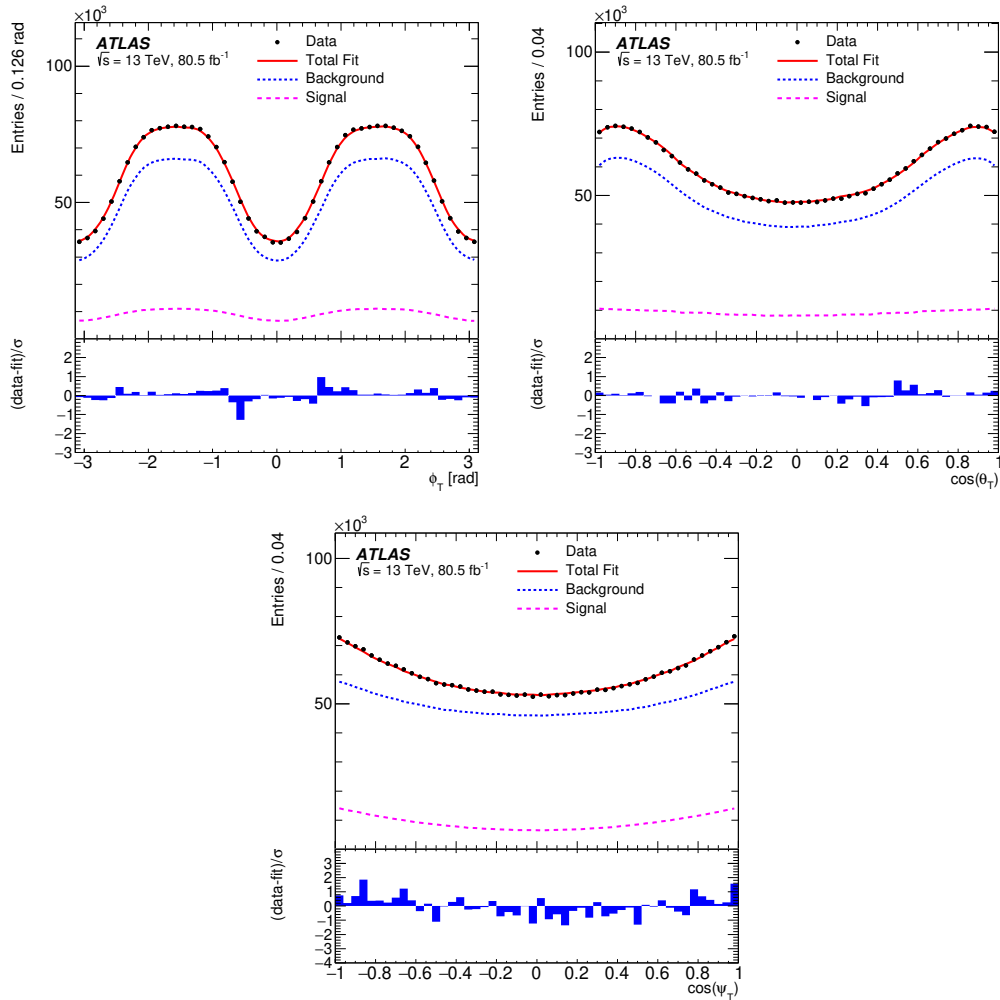 ×10³
Entries / 0.126 rad
100
50
ATLAS
√s = 13 TeV, 80.5 fb⁻¹
Data
Total Fit
Background
Signal
(data-fit)/σ
2
1
0
−1
−2
−3
−3 −2 −1 0 1 2 3
ϕ_T [rad]
×10³
Entries / 0.04
100
50
ATLAS
√s = 13 TeV, 80.5 fb⁻¹
Data
Total Fit
Background
Signal
(data-fit)/σ
2
1
0
−1
−2
−3
−1 −0.8 −0.6 −0.4 −0.2 0 0.2 0.4 0.6 0.8 1
cos(θ_T)
×10³
Entries / 0.04
100
50
ATLAS
√s = 13 TeV, 80.5 fb⁻¹
Data
Total Fit
Background
Signal
(data-fit)/σ
3
2
1
0
−1
−2
−3
−4
−1 −0.8 −0.6 −0.4 −0.2 0 0.2 0.4 0.6 0.8 1
cos(ψ_T)